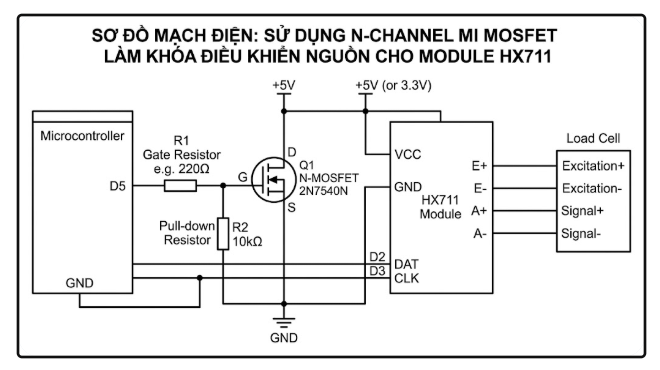 SƠ ĐỒ MẠCH ĐIỆN: SỬ DỤNG N-CHANNEL MI MOSFET
LÀM KHÓA ĐIỀU KHIỂN NGUỒN CHO MODULE HX711
+5V
+5V (or 3.3V)
Microcontroller
R1
Gate Resistor
e.g. 220Ω
D5
G
D
Q1
N-MOSFET
2N7540N
S
Pull-down
Resistor
R2
10kΩ
GND
D2
D3
GND
VCC
GND
HX711
Module
DAT
CLK
E+
E-
A+
A-
Load Cell
Excitation+
Excitation-
Signal+
Signal-